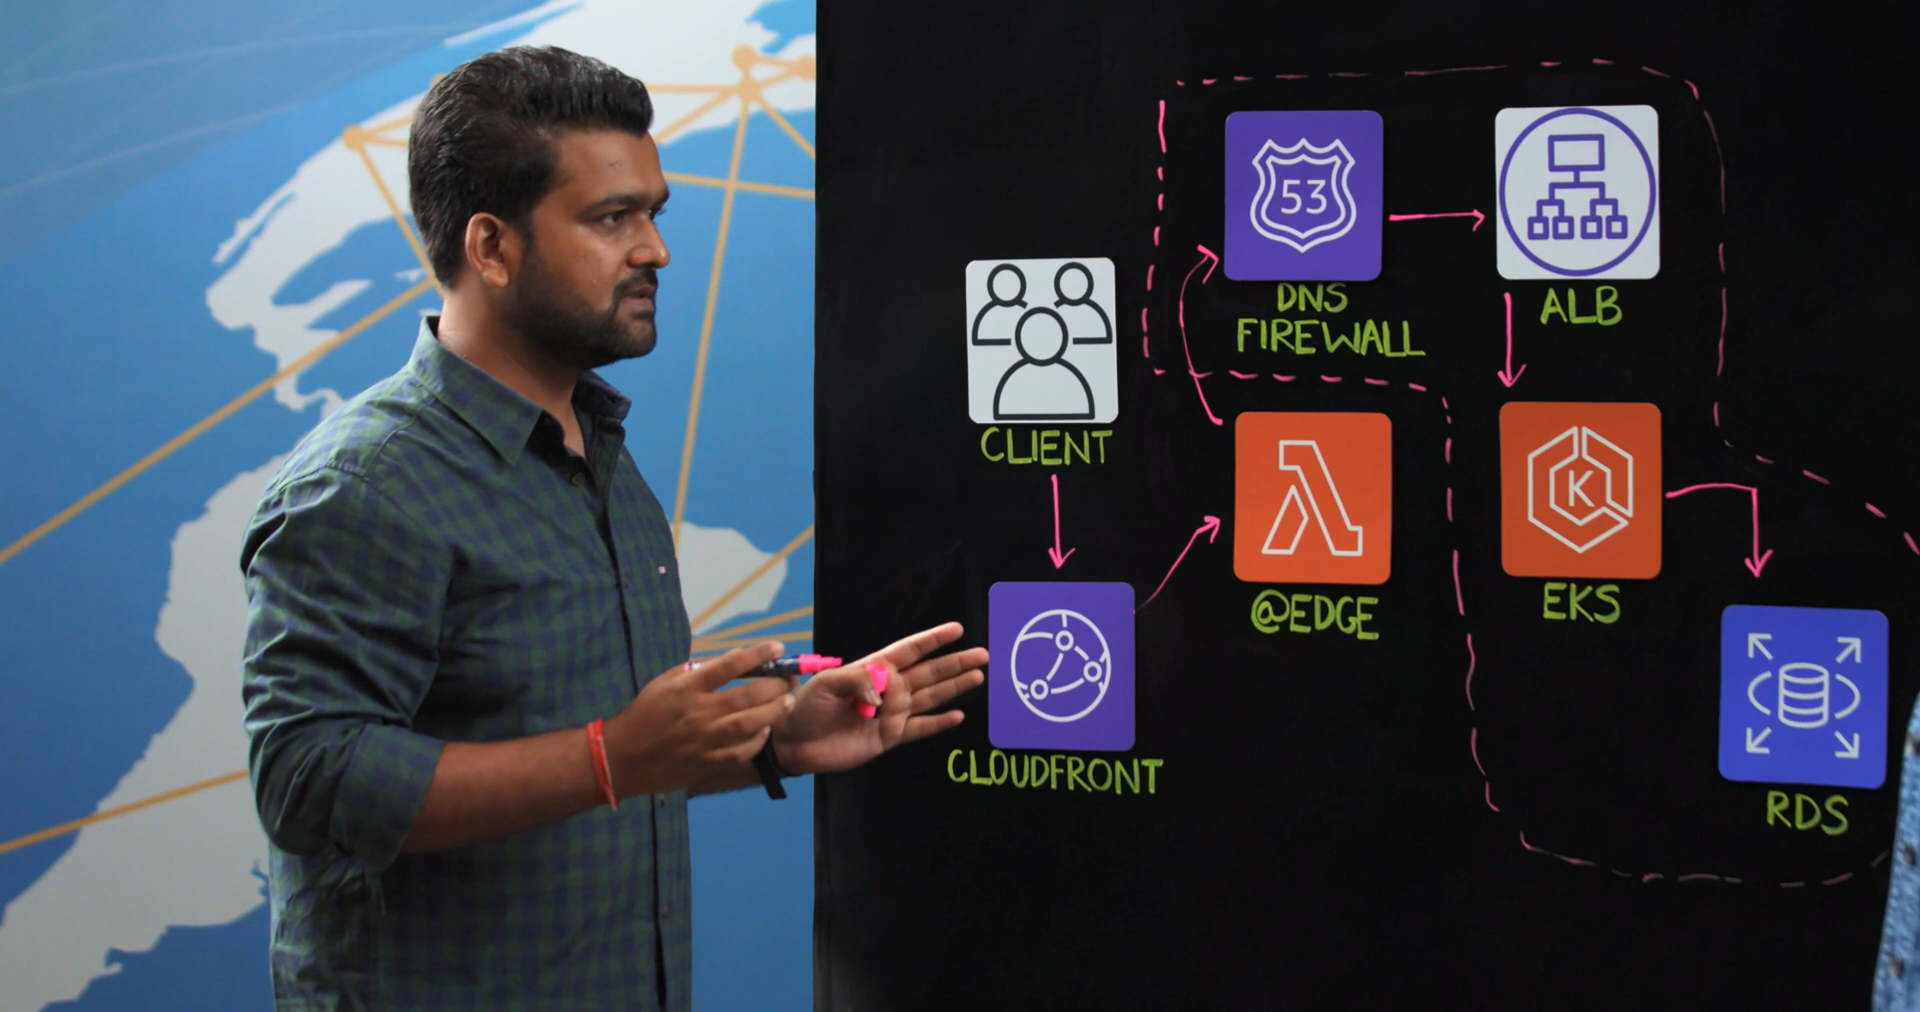 53
DNS
FIREWALL
ALB
CLIENT
K
@EDGE
EKS
CLOUDFRONT
RDS